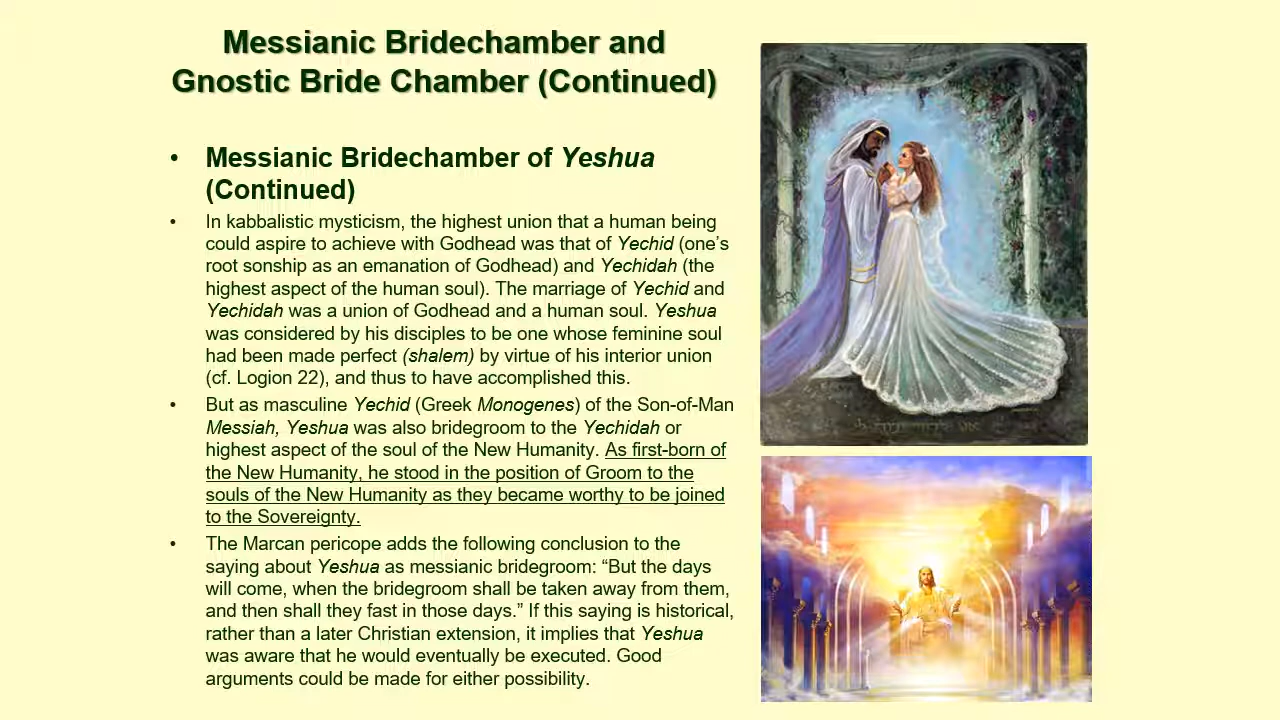 Messianic Bridechamber and
Gnostic Bride Chamber (Continued)
• Messianic Bridechamber of Yeshua
(Continued)
• In kabbalistic mysticism, the highest union that a human being
could aspire to achieve with Godhead was that of Yechid (one’s
root sonship as an emanation of Godhead) and Yechidah (the
highest aspect of the human soul). The marriage of Yechid and
Yechidah was a union of Godhead and a human soul. Yeshua
was considered by his disciples to be one whose feminine soul
had been made perfect (shalem) by virtue of his interior union
(cf. Logion 22), and thus to have accomplished this.
• But as masculine Yechid (Greek Monogenes) of the Son-of-Man
Messiah, Yeshua was also bridegroom to the Yechidah or
highest aspect of the soul of the New Humanity. As first-born of
the New Humanity, he stood in the position of Groom to the
souls of the New Humanity as they became worthy to be joined
to the Sovereignty.
• The Marcan pericope adds the following conclusion to the
saying about Yeshua as messianic bridegroom: “But the days
will come, when the bridegroom shall be taken away from them,
and then shall they fast in those days.” If this saying is historical,
rather than a later Christian extension, it implies that Yeshua
was aware that he would eventually be executed. Good
arguments could be made for either possibility.